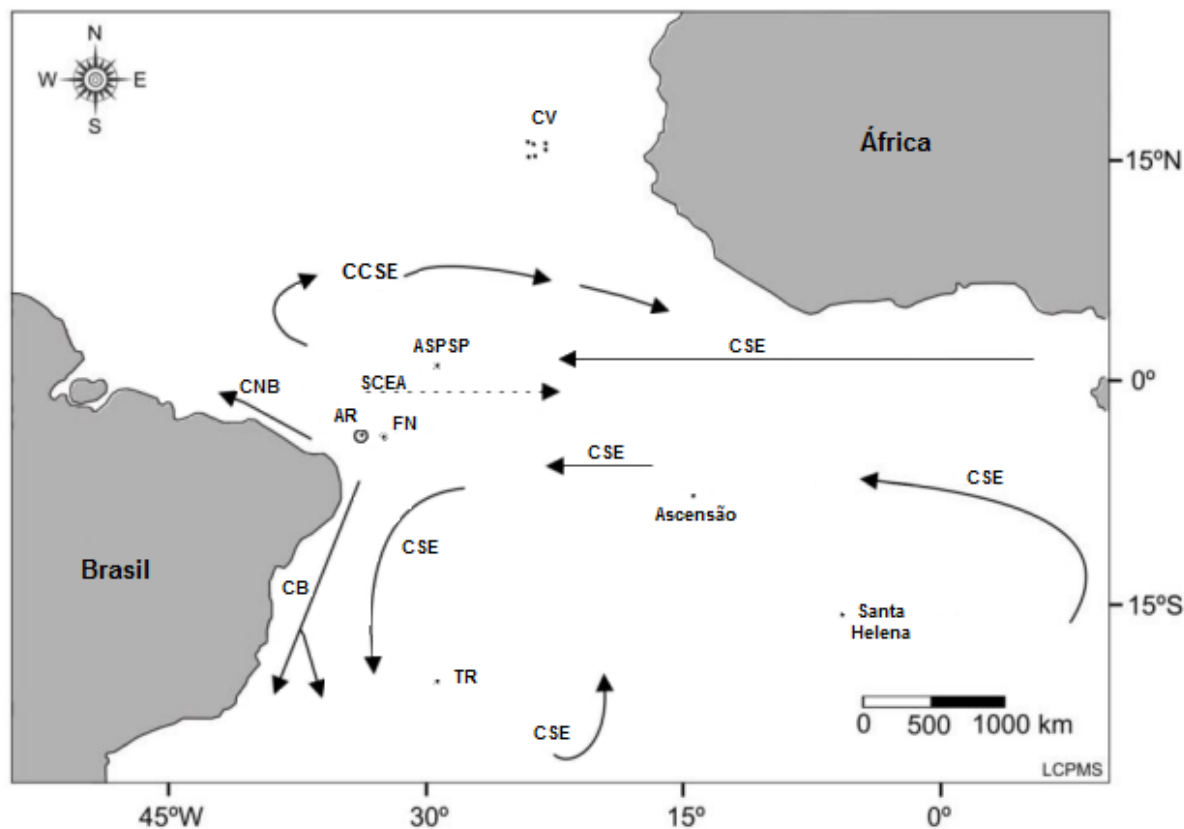 N
W E
S
CV
África
15ºN
CCSE
ASPSP
CSE
SCEA
0º
CNB
AR
FN
CSE
CSE
Ascensão
CSE
Brasil
CB
15ºS
Santa
Helena
TR
CSE
0 500 1000 km
LCPMS
45ºW 30º 15º 0º